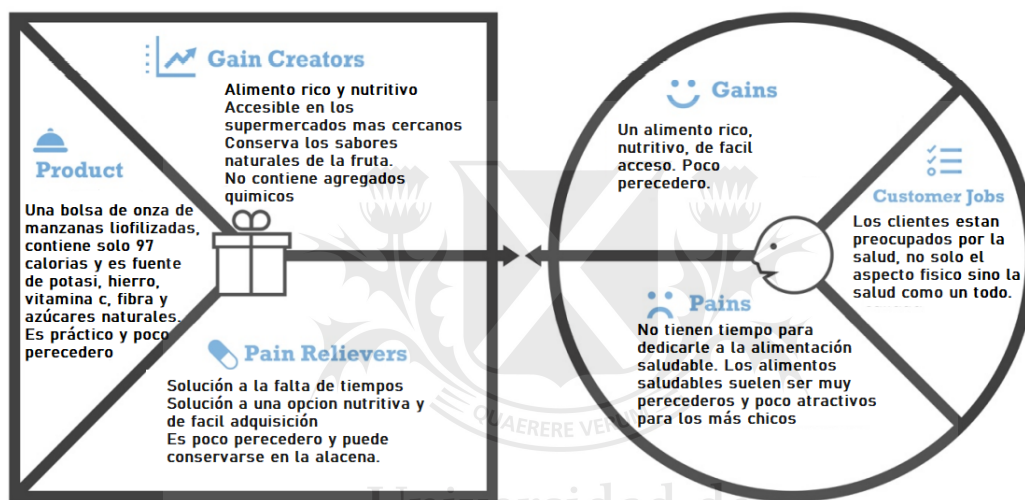 Gain Creators
Alimento rico y nutritivo
Accesible en los
supermercados mas cercanos
Conserva los sabores
naturales de la fruta.
No contiene agregados
quimicos
Product
Una bolsa de onza de
manzanas liofilizadas,
contiene solo 97
calorias y es fuente
de potasi, hierro,
vitamina c, fibra y
azúcares naturales.
Es práctico y poco
perecedero
Pain Relievers
Solución a la falta de tiempos
Solución a una opcion nutritiva y
de facil adquisición
Es poco perecedero y puede
conservarse en la alacena.
Gains
Un alimento rico,
nutritivo, de facil
acceso. Poco
perecedero.
Customer Jobs
Los clientes estan
preocupados por la
salud, no solo el
aspecto fisico sino la
salud como un todo.
Pains
No tienen tiempo para
dedicarle a la alimentación
saludable. Los alimentos
saludables suelen ser muy
perecederos y poco atractivos
para los más chicos
QUAERERE VERUM
Universidad de